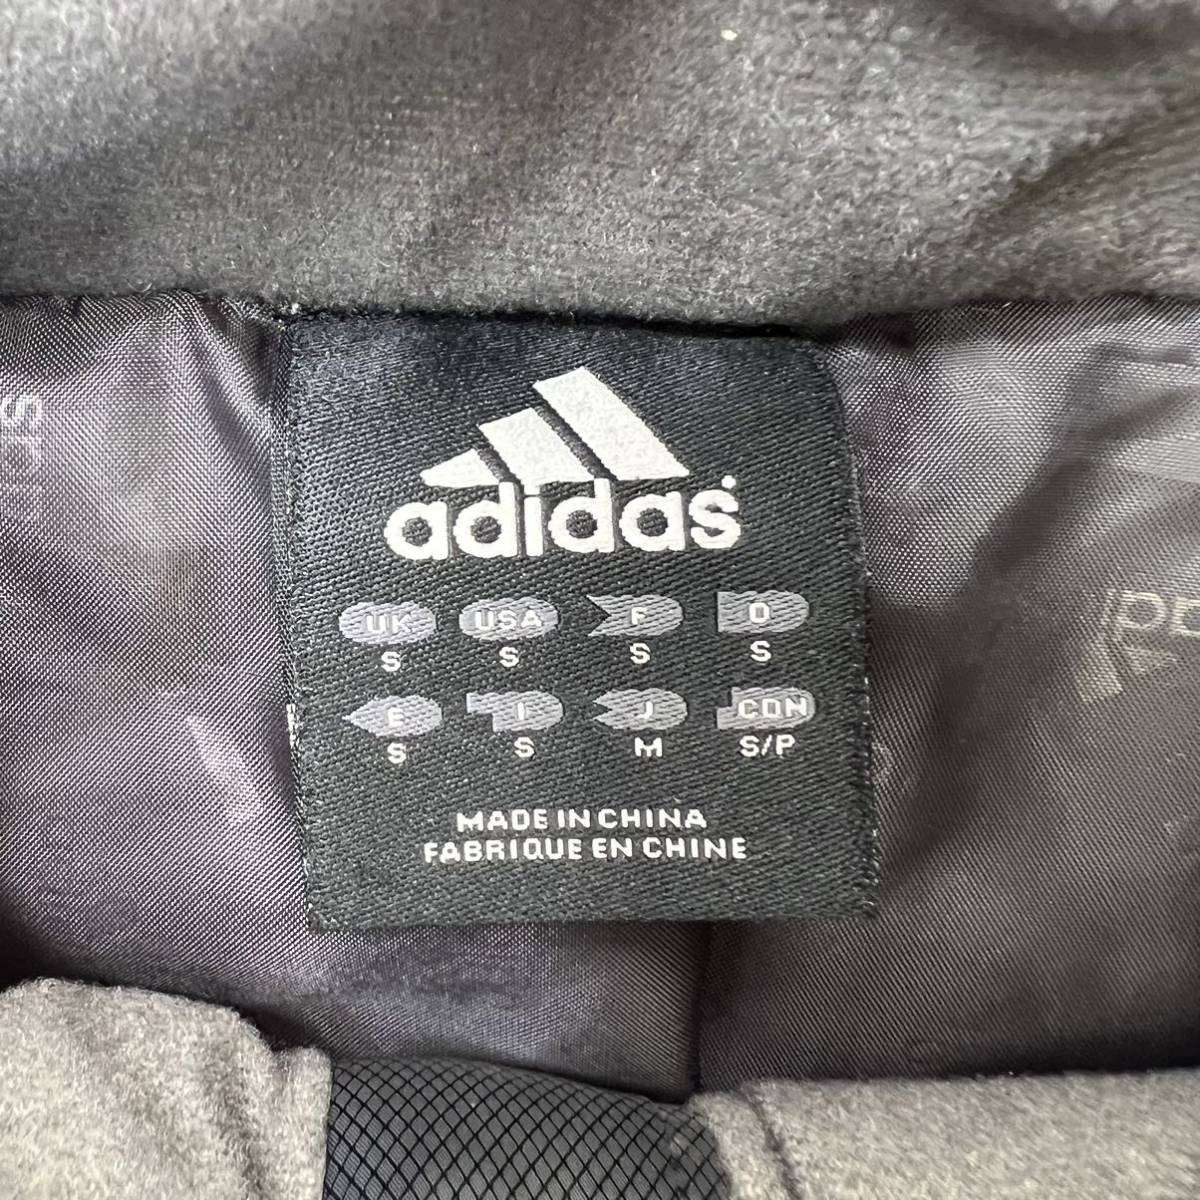 adidas
UK USA F D
S S S S
E I J CDN
S S M S/P
MADE IN CHINA
FABRIQUE EN CHINE